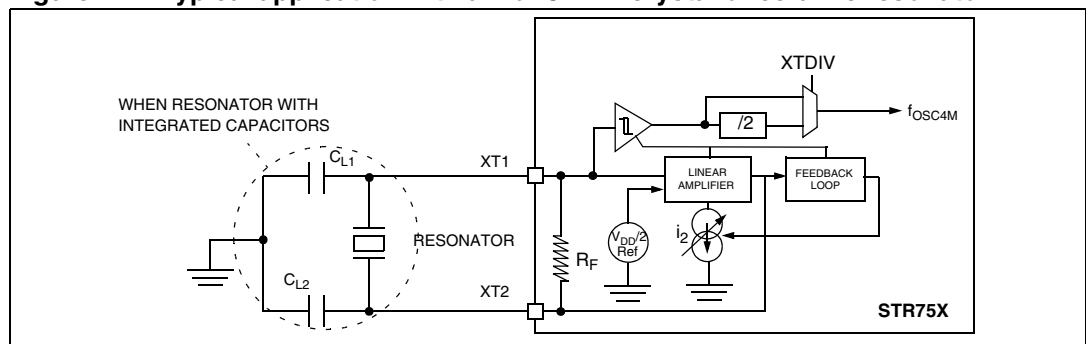 XTDIV
WHEN RESONATOR WITH
INTEGRATED CAPACITORS
/2
fOSC4M
CL1
XT1
LINEAR
AMPLIFIER
FEEDBACK
LOOP
RESONATOR
VDD/2
Ref
i2
RF
CL2
XT2
STR75X